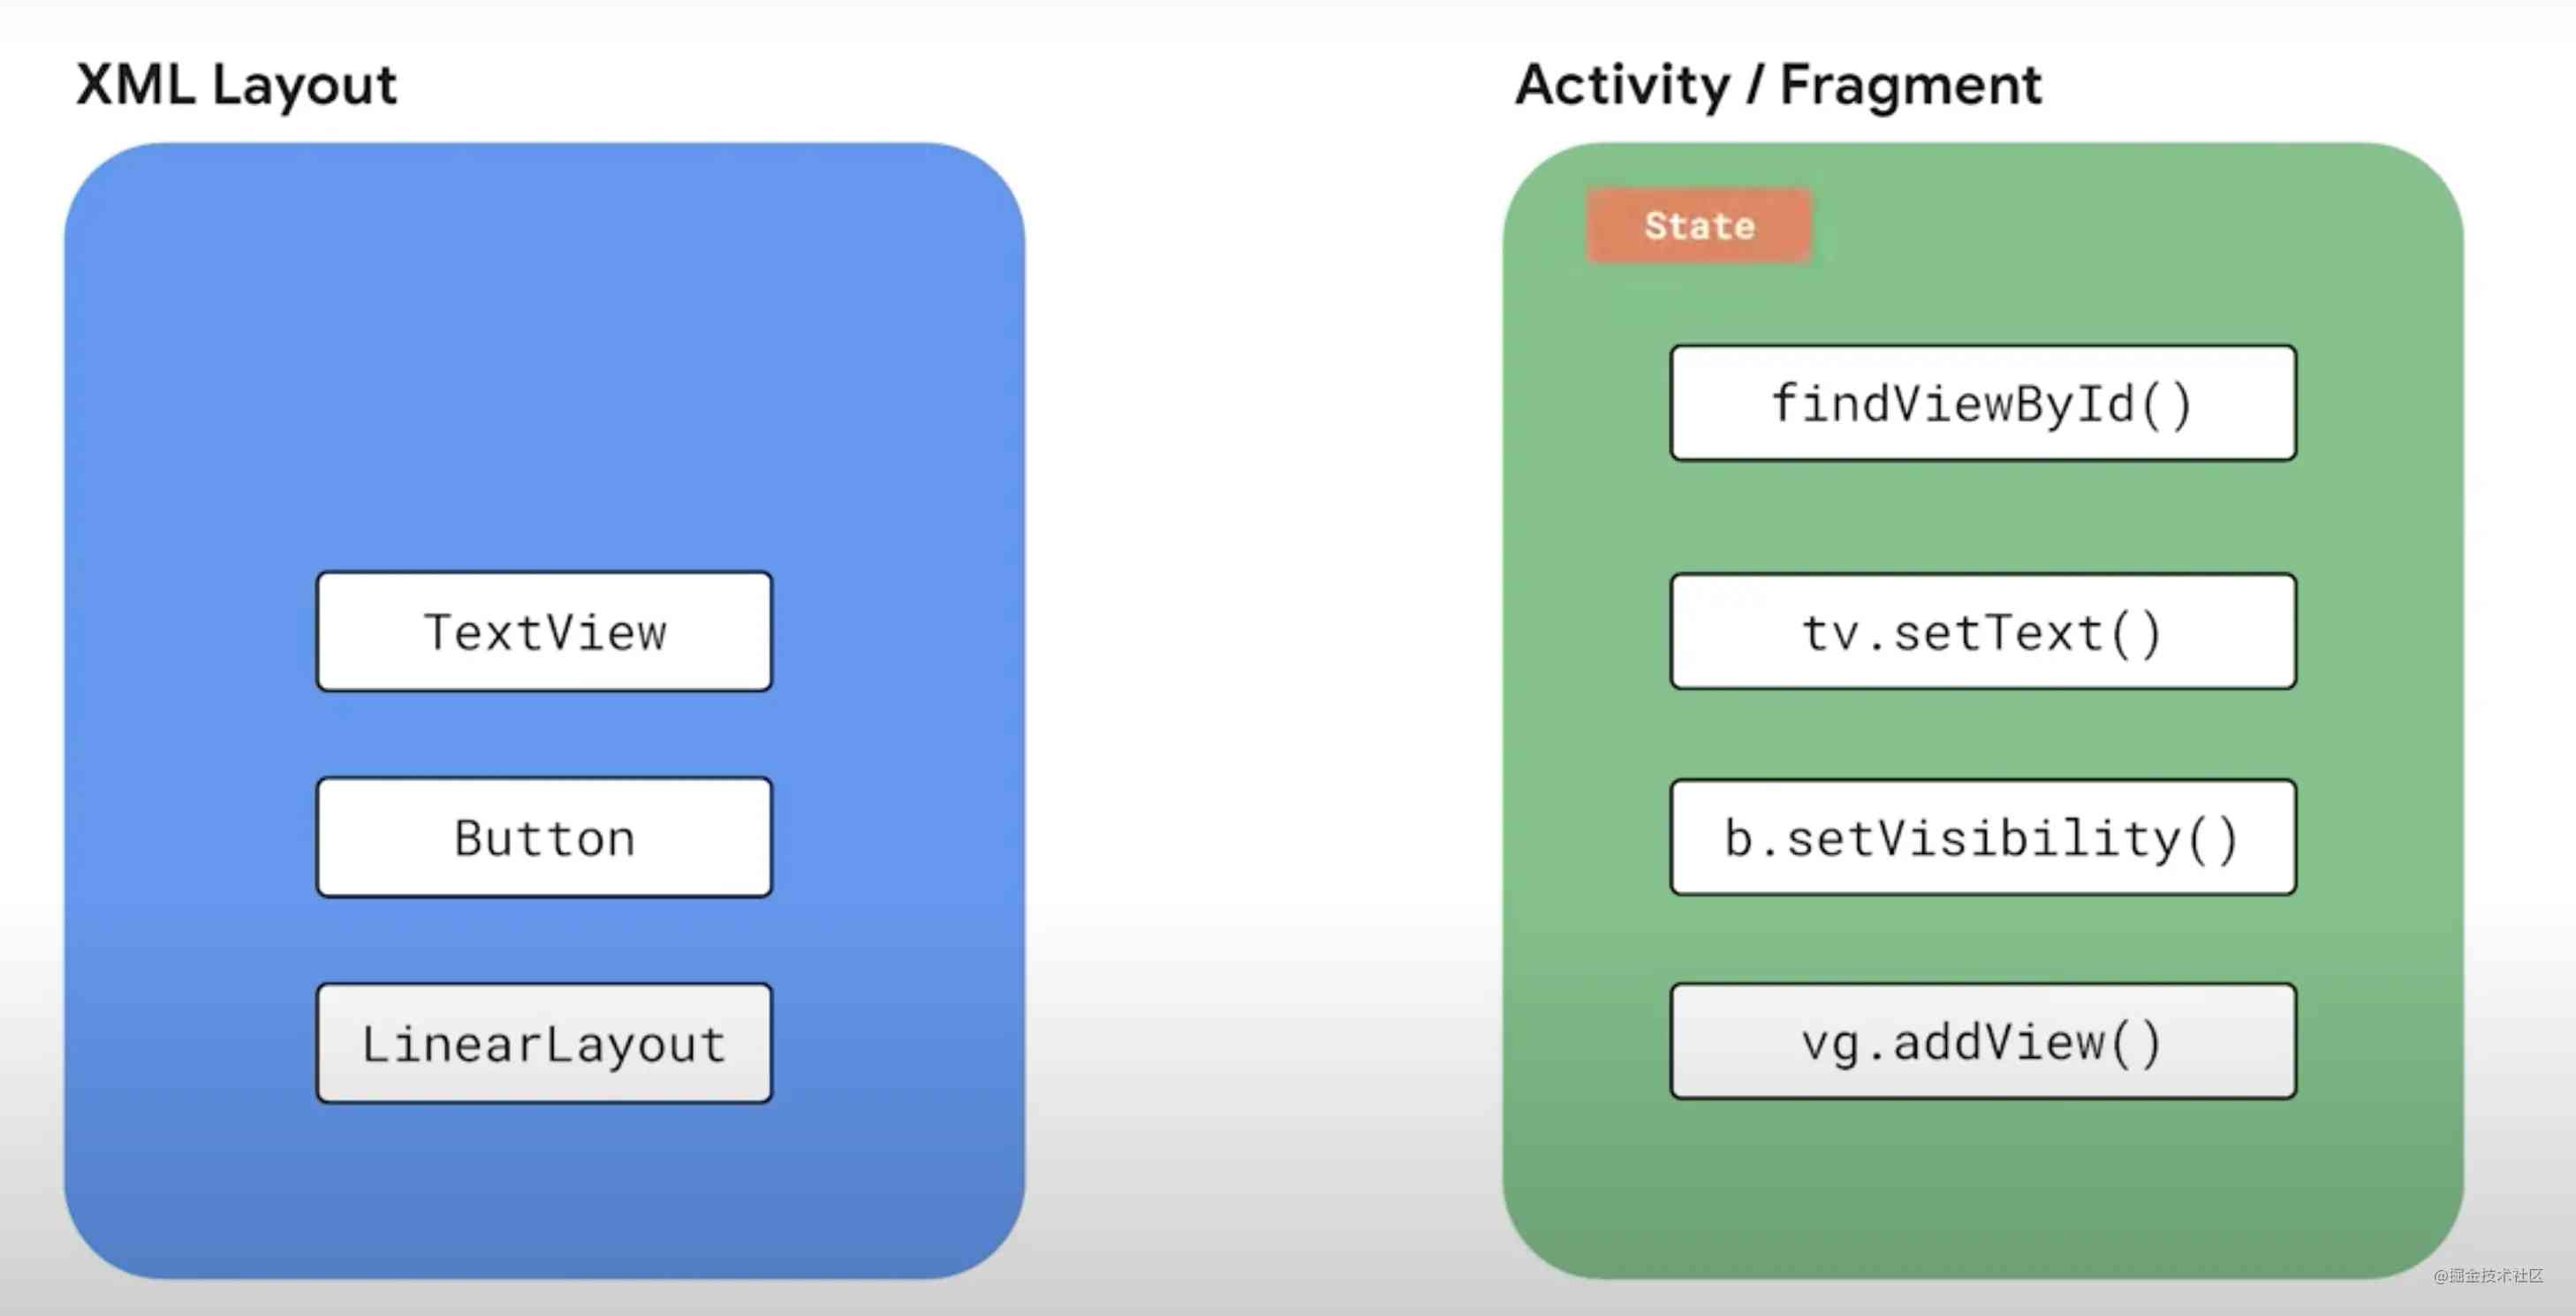 XML Layout
TextView
Button
LinearLayout
Activity / Fragment
State
findViewById()
tv.setText()
b.setVisibility()
vg.addView()
@掘金技术社区